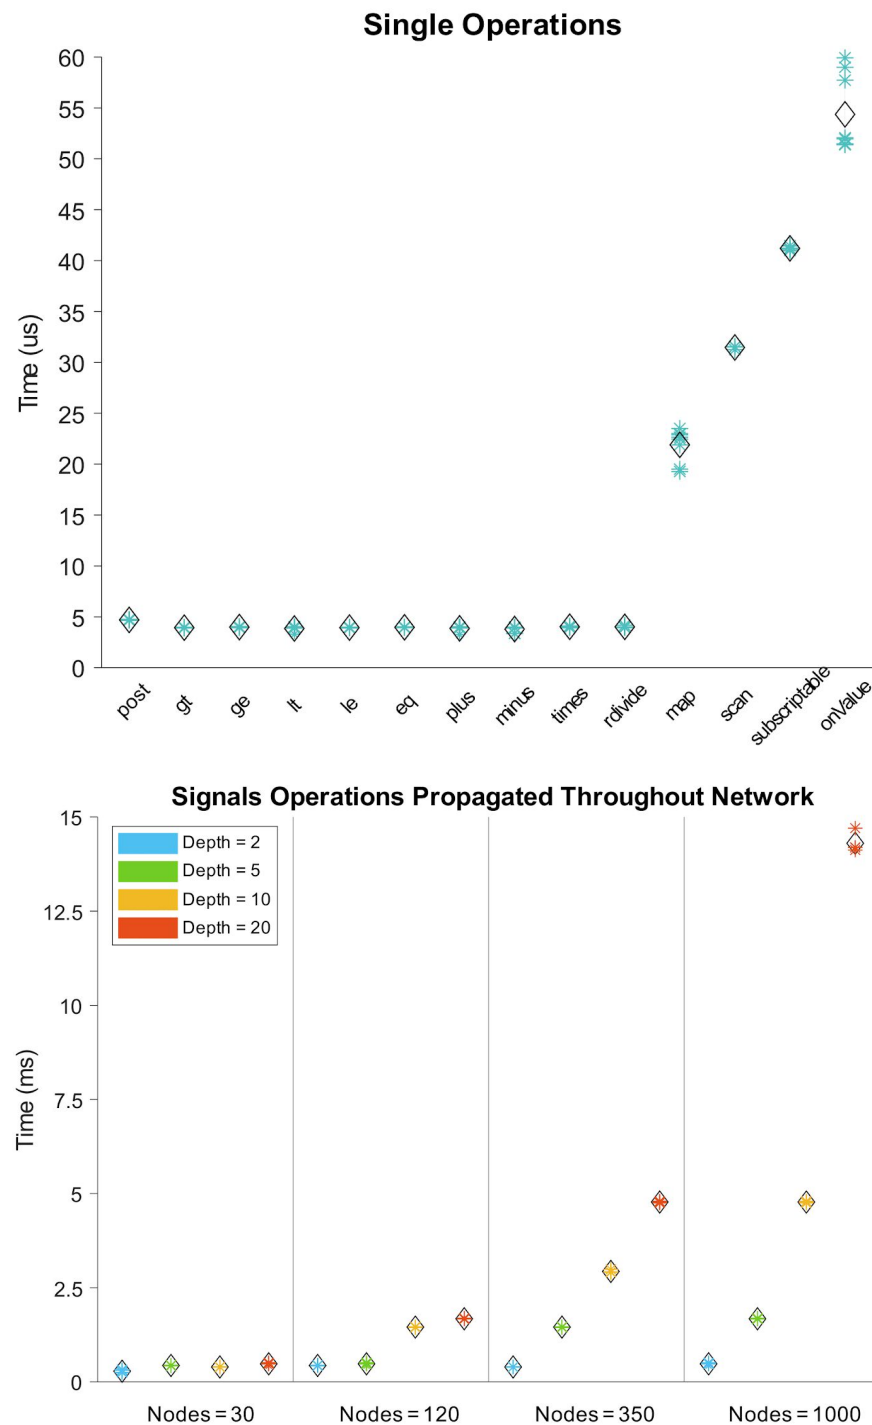 Single Operations
60
55
50
45
40
35
30
25
20
15
10
5
0
Time (us)
post
gt
ge
lt
le
eq
plus
minus
times
rdivide
map
scan
subscriptable
onValue
Signals Operations Propagated Throughout Network
15
12.5
10
7.5
5
2.5
0
Time (ms)
Depth = 2
Depth = 5
Depth = 10
Depth = 20
Nodes = 30
Nodes = 120
Nodes = 350
Nodes = 1000